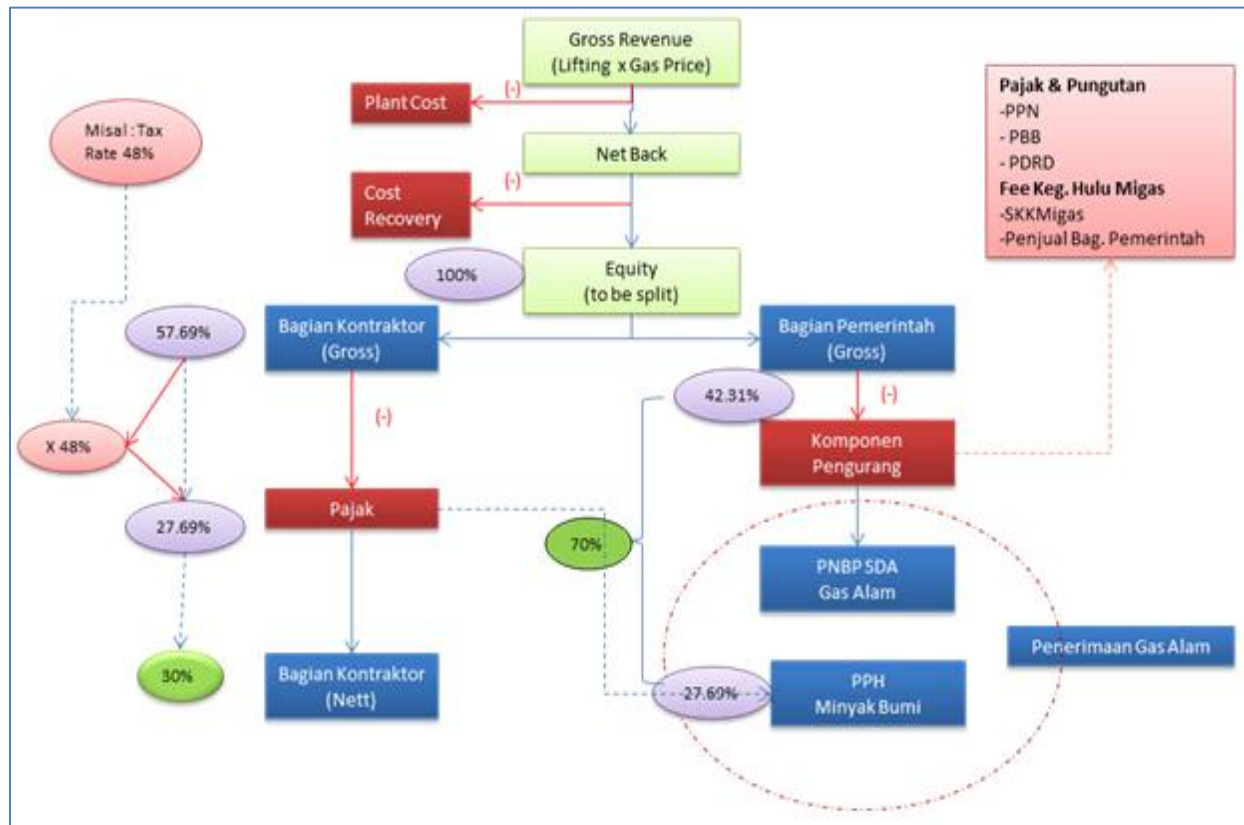 Gross Revenue
(Lifting x Gas Price)
(-)
Plant Cost
Pajak & Pungutan
-PPN
- PBB
- PDRD
Fee Keg. Hulu Migas
-SKKMigas
-Penjual Bag. Pemerintah
Misal : Tax
Rate 48%
Net Back
(-)
Cost
Recovery
100%
Equity
(to be split)
57.69%
Bagian Kontraktor
(Gross)
Bagian Pemerintah
(Gross)
42.31%
(-)
(-)
X 48%
Komponen
Pengurang
Pajak
27.69%
70%
PNBP SDA
Gas Alam
Penerimaan Gas Alam
30%
Bagian Kontraktor
(Nett)
27.69%
PPH
Minyak Bumi